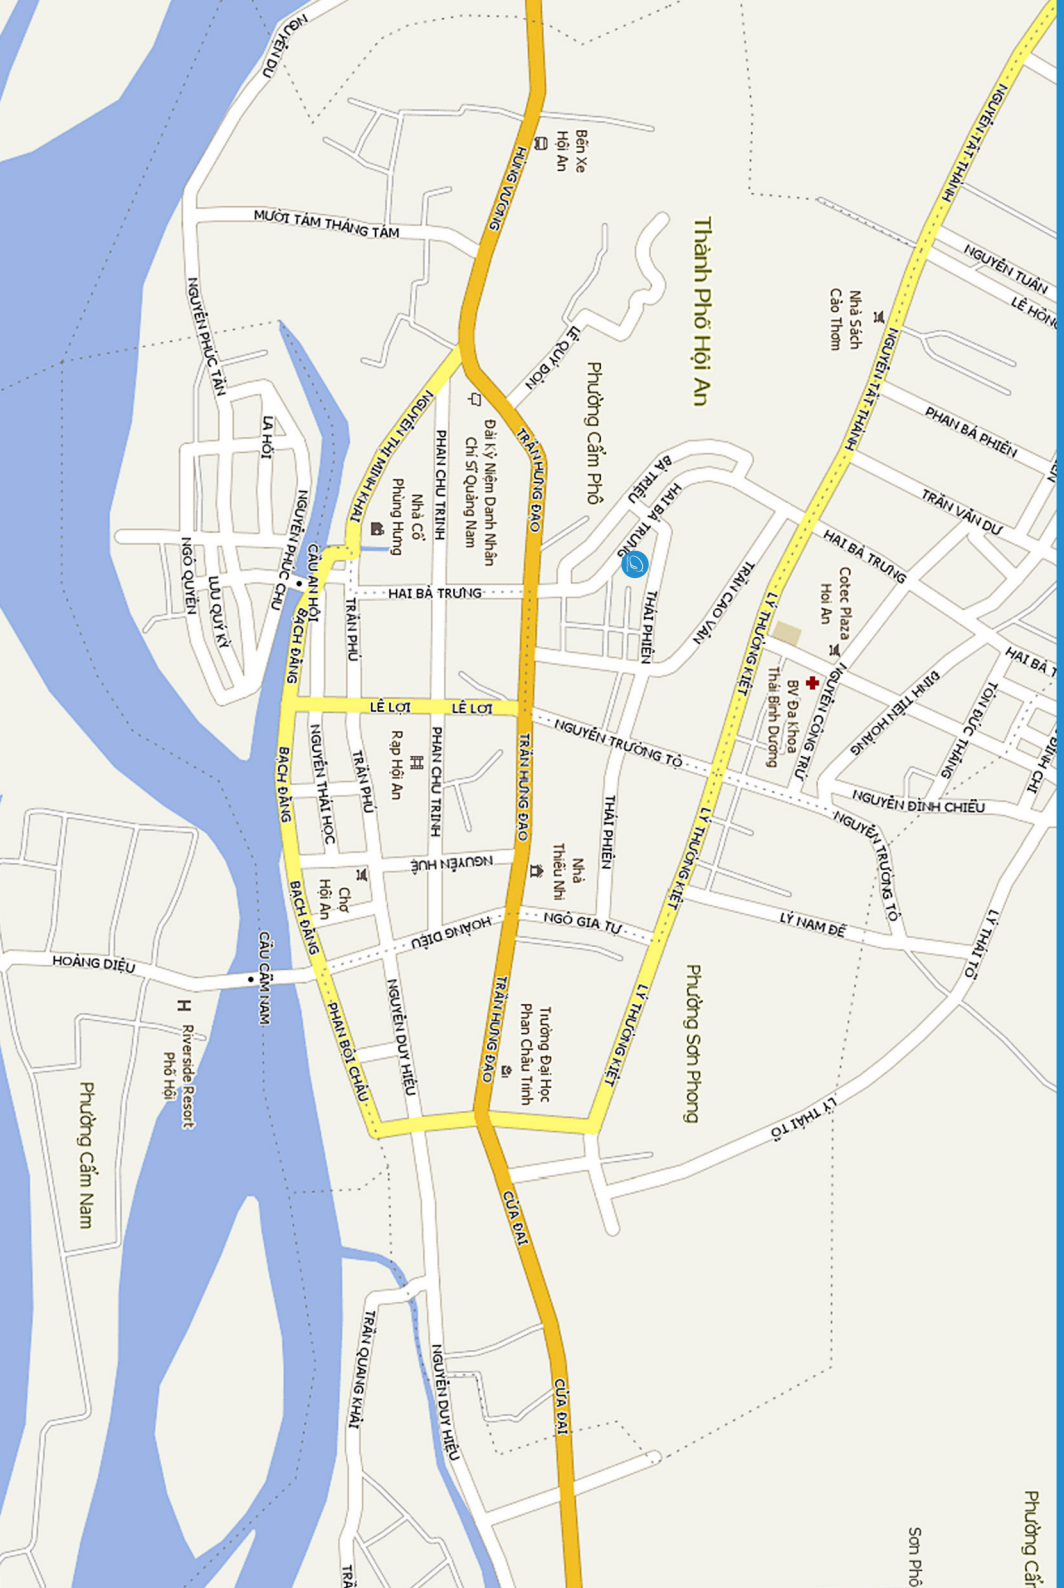 NGUYỄN DU
HÙNG VƯƠNG
Bến Xe
Hội An
NGUYỄN TẤT THÀNH
MƯỜI TÁM THÁNG TÁM
Thành Phố Hội An
NGUYỄN TUÂN
LÊ HỒNG
Nhà Sách
Cảo Thơm
NGUYỄN PHÚC TẦN
LÊ QUÝ ĐÔN
NGUYỄN TẤT THÀNH
Phường Cẩm Phô
PHAN BÁ PHIẾN
NGUYỄN THỊ MINH KHAI
PHAN CHU TRINH
Đài Kỷ Niệm Danh Nhân
Chí Sĩ Quảng Nam
TRẦN HƯNG ĐẠO
LA HỐI
Nhà Cổ
Phùng Hưng
BÀ TRIỆU
HAI BÀ TRƯNG
TRẦN VĂN DƯ
NGUYỄN PHÚC CHU
CẦU AN HỘI
NGÔ QUYỀN
LƯU QUÝ KỲ
HAI BÀ TRƯNG
HAI BÀ TRƯNG
TRẦN CAO VÂN
THÁI PHIÊN
LÝ THƯỜNG KIỆT
Cotec Plaza
Hoi An
BẠCH ĐẰNG
TRẦN PHÚ
HAI BÀ T
ĐINH TIÊN HOÀNG
TÔN ĐỨC THẮNG
LÊ LỢI
LÊ LỢI
NGUYỄN TRƯỜNG TỘ
BV Đa Khoa
Thái Bình Dương
NGUYỄN CÔNG TRỨ
ĐÌNH CHI
BẠCH ĐẰNG
NGUYỄN THÁI HỌC
TRẦN PHÚ
Rạp Hội An
PHAN CHU TRINH
TRẦN HƯNG ĐẠO
THÁI PHIÊN
LÝ THƯỜNG KIỆT
NGUYỄN ĐÌNH CHIỂU
NGUYỄN TRƯỜNG TỘ
NGUYỄN HUỆ
Nhà
Thiếu Nhi
Chợ
Hội An
BẠCH ĐẰNG
HOÀNG DIỆU
NGÔ GIA TỰ
LÝ NAM ĐẾ
LÝ THÁI TỔ
HOÀNG DIỆU
CẦU CẨM NAM
H Riverside Resort
Phố Hội
PHAN BỘI CHÂU
NGUYỄN DUY HIỆU
TRẦN HƯNG ĐẠO
Trường Đại Học
Phan Châu Trinh
LÝ THƯỜNG KIỆT
Phường Sơn Phong
LÝ THÁI TỔ
Phường Cẩm Nam
CỬA ĐẠI
TRẦN QUANG KHẢI
NGUYỄN DUY HIỆU
CỬA ĐẠI
Sơn Phô
Phường Cẩ
TRẦ